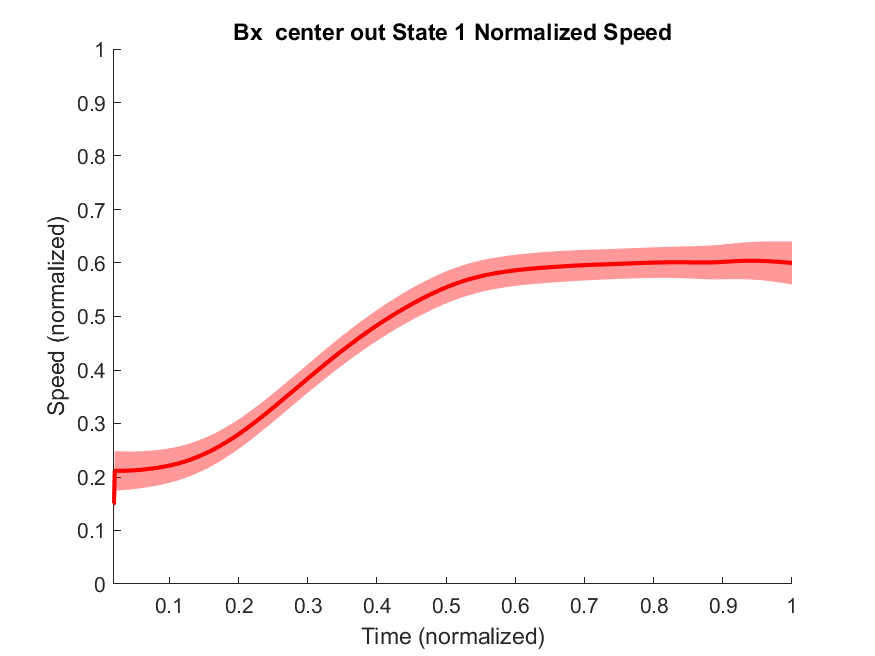 Bx  center out State 1 Normalized Speed
1
0.9
0.8
0.7
0.6
0.5
0.4
0.3
0.2
0.1
0
Speed (normalized)
0.1 0.2 0.3 0.4 0.5 0.6 0.7 0.8 0.9 1
Time (normalized)